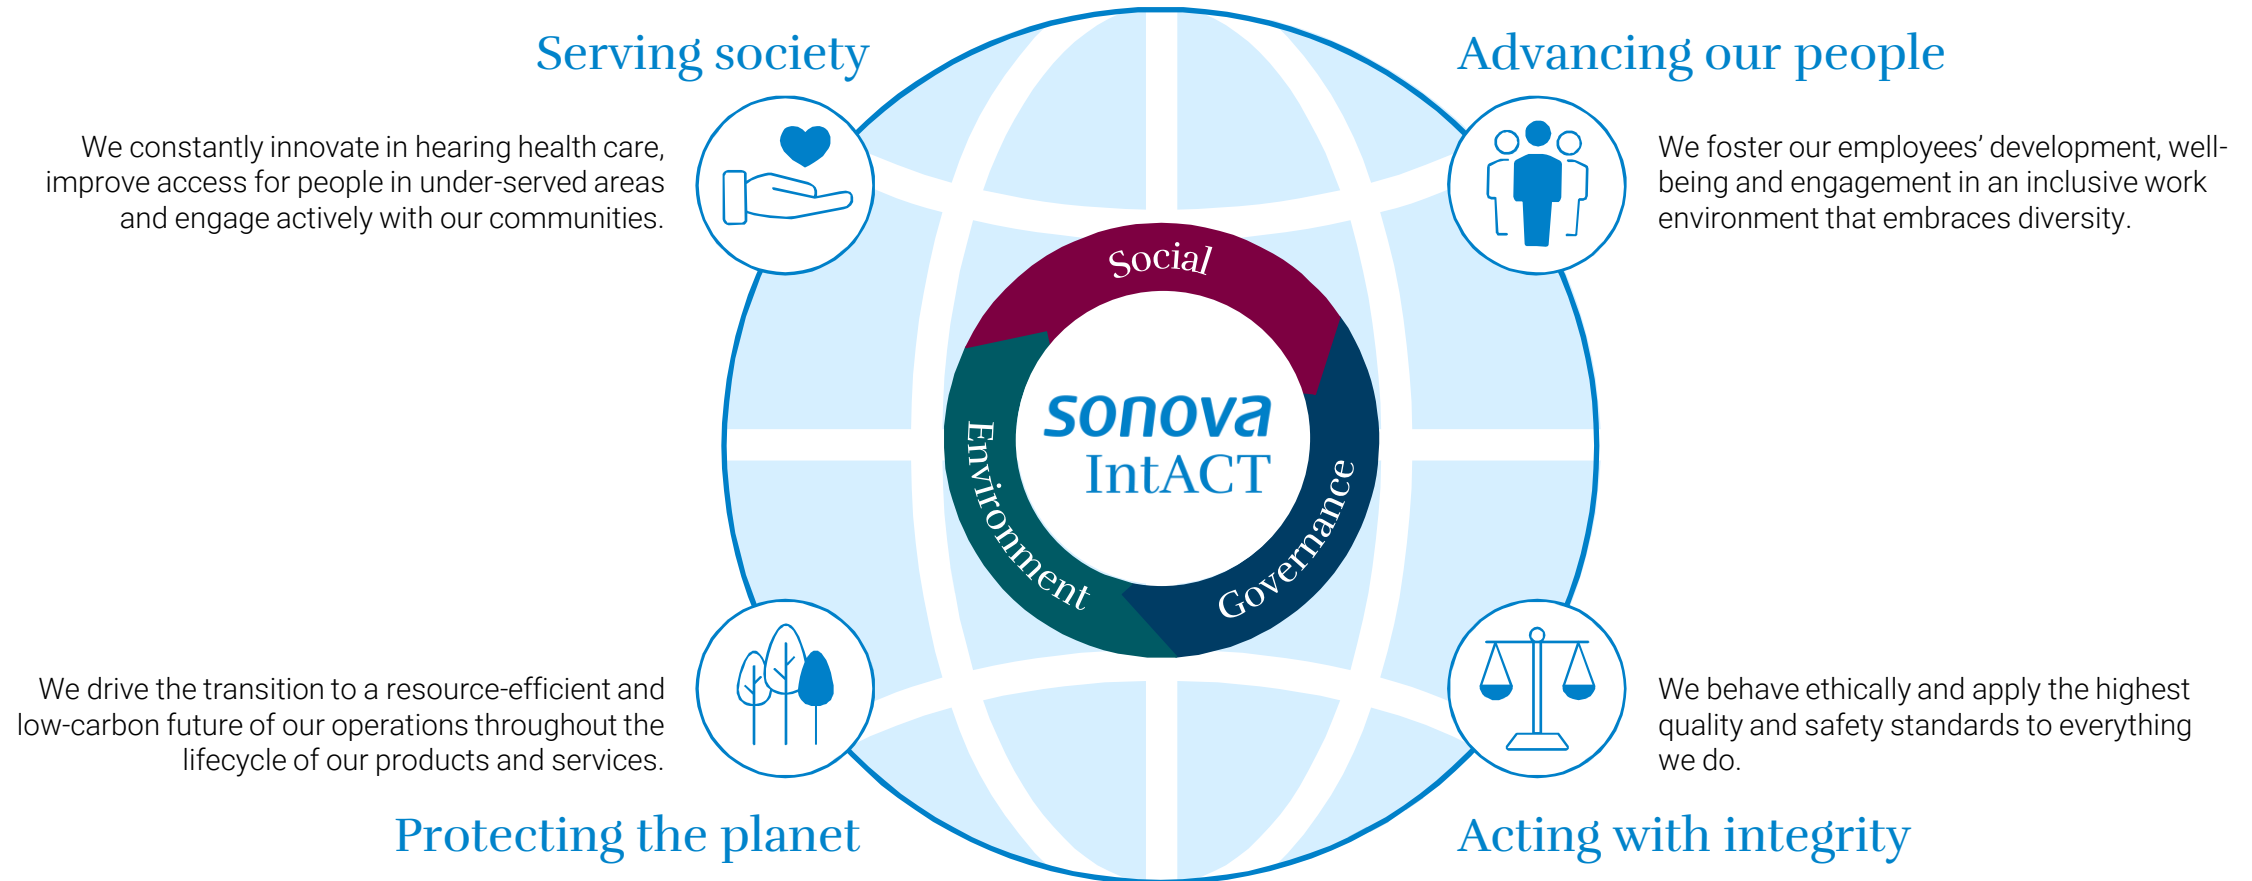 Serving society
We constantly innovate in hearing health care,
improve access for people in under-served areas
and engage actively with our communities.
Advancing our people
We foster our employees’ development, well-
being and engagement in an inclusive work
environment that embraces diversity.
Social
Environment
Governance
sonova
IntACT
We drive the transition to a resource-efficient and
low-carbon future of our operations throughout the
lifecycle of our products and services.
Protecting the planet
We behave ethically and apply the highest
quality and safety standards to everything
we do.
Acting with integrity